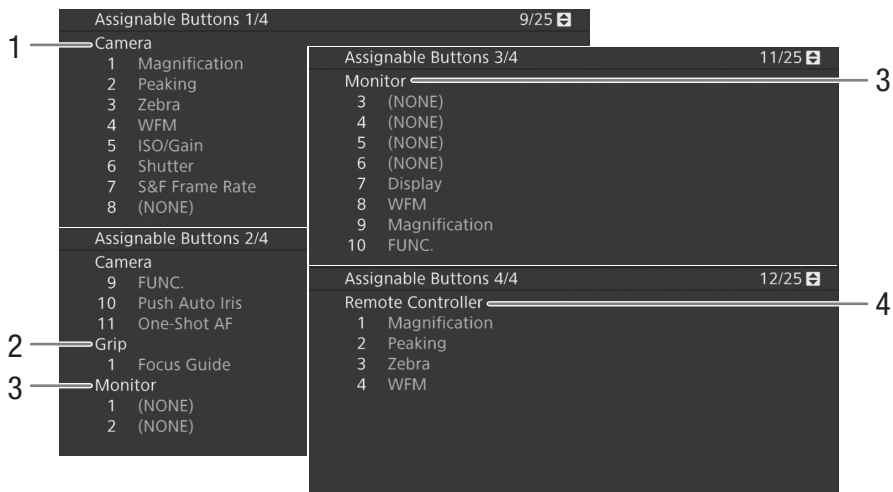 Assignable Buttons 1/4 9/25
1 Camera
1 Magnification
2 Peaking
3 Zebra
4 WFM
5 ISO/Gain
6 Shutter
7 S&F Frame Rate
8 (NONE)
Assignable Buttons 2/4
Camera
9 FUNC.
10 Push Auto Iris
11 One-Shot AF
2 Grip
1 Focus Guide
3 Monitor
1 (NONE)
2 (NONE)
Assignable Buttons 3/4 11/25
Monitor 3
3 (NONE)
4 (NONE)
5 (NONE)
6 (NONE)
7 Display
8 WFM
9 Magnification
10 FUNC.
Assignable Buttons 4/4 12/25
Remote Controller 4
1 Magnification
2 Peaking
3 Zebra
4 WFM